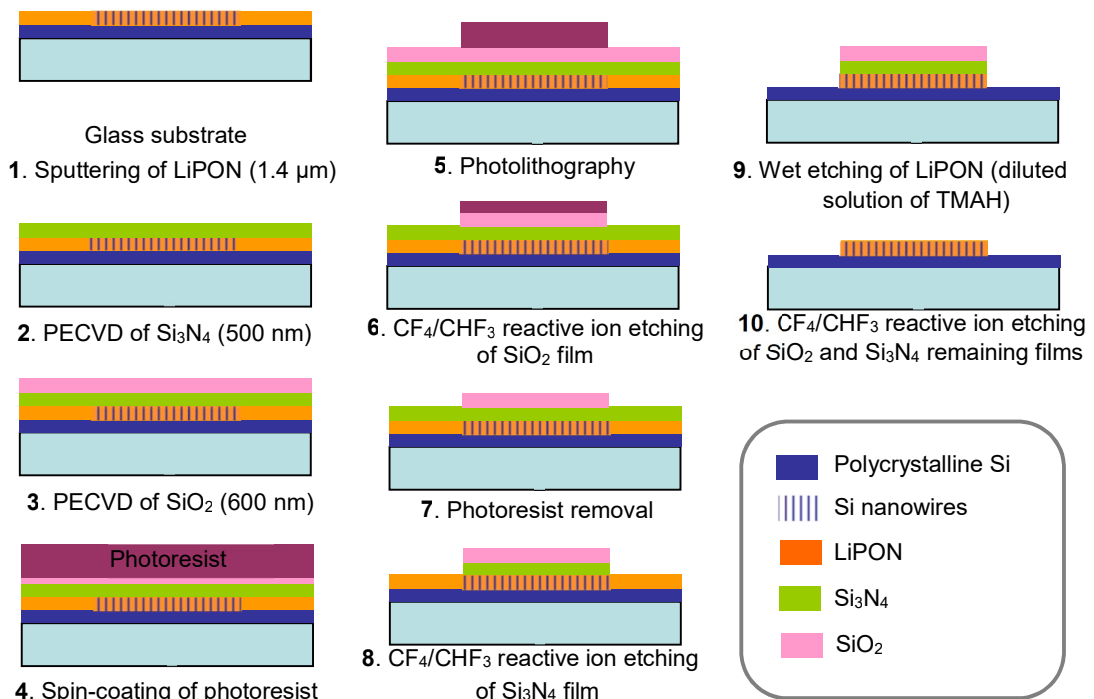 Glass substrate
1. Sputtering of LiPON (1.4 µm)
2. PECVD of Si₃N₄ (500 nm)
3. PECVD of SiO₂ (600 nm)
Photoresist
4. Spin-coating of photoresist
5. Photolithography
6. CF₄/CHF₃ reactive ion etching
of SiO₂ film
7. Photoresist removal
8. CF₄/CHF₃ reactive ion etching
of Si₃N₄ film
9. Wet etching of LiPON (diluted
solution of TMAH)
10. CF₄/CHF₃ reactive ion etching
of SiO₂ and Si₃N₄ remaining films
Polycrystalline Si
Si nanowires
LiPON
Si₃N₄
SiO₂